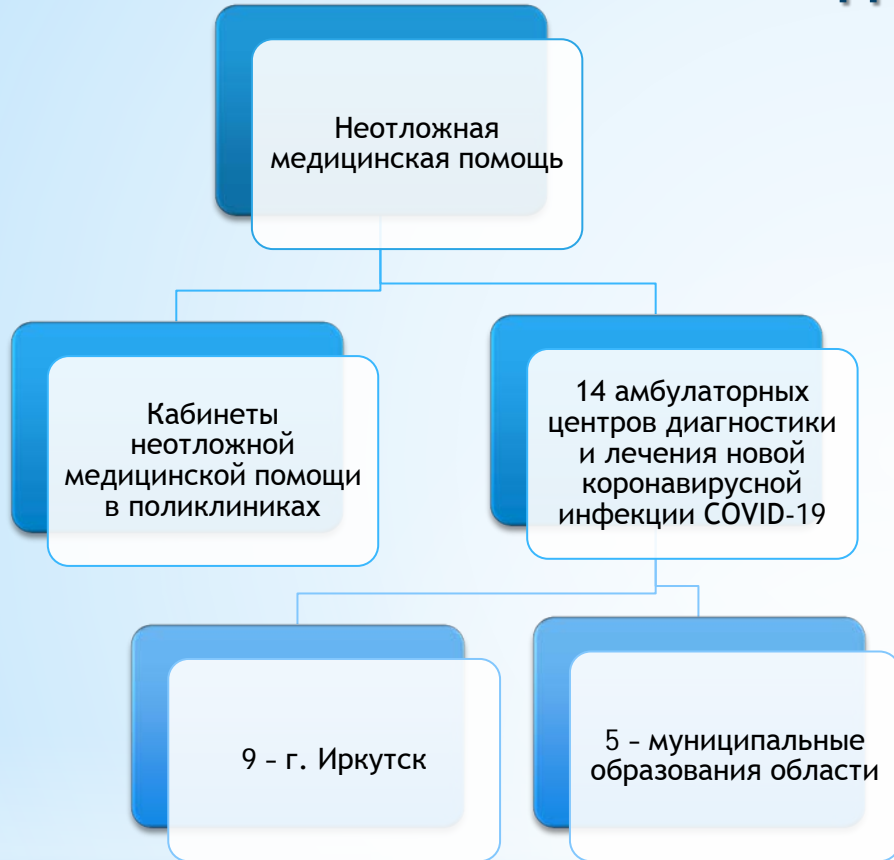 Неотложная
медицинская помощь
Кабинеты
неотложной
медицинской помощи
в поликлиниках
14 амбулаторных
центров диагностики
и лечения новой
коронавирусной
инфекции COVID-19
9 – г. Иркутск
5 – муниципальные
образования области